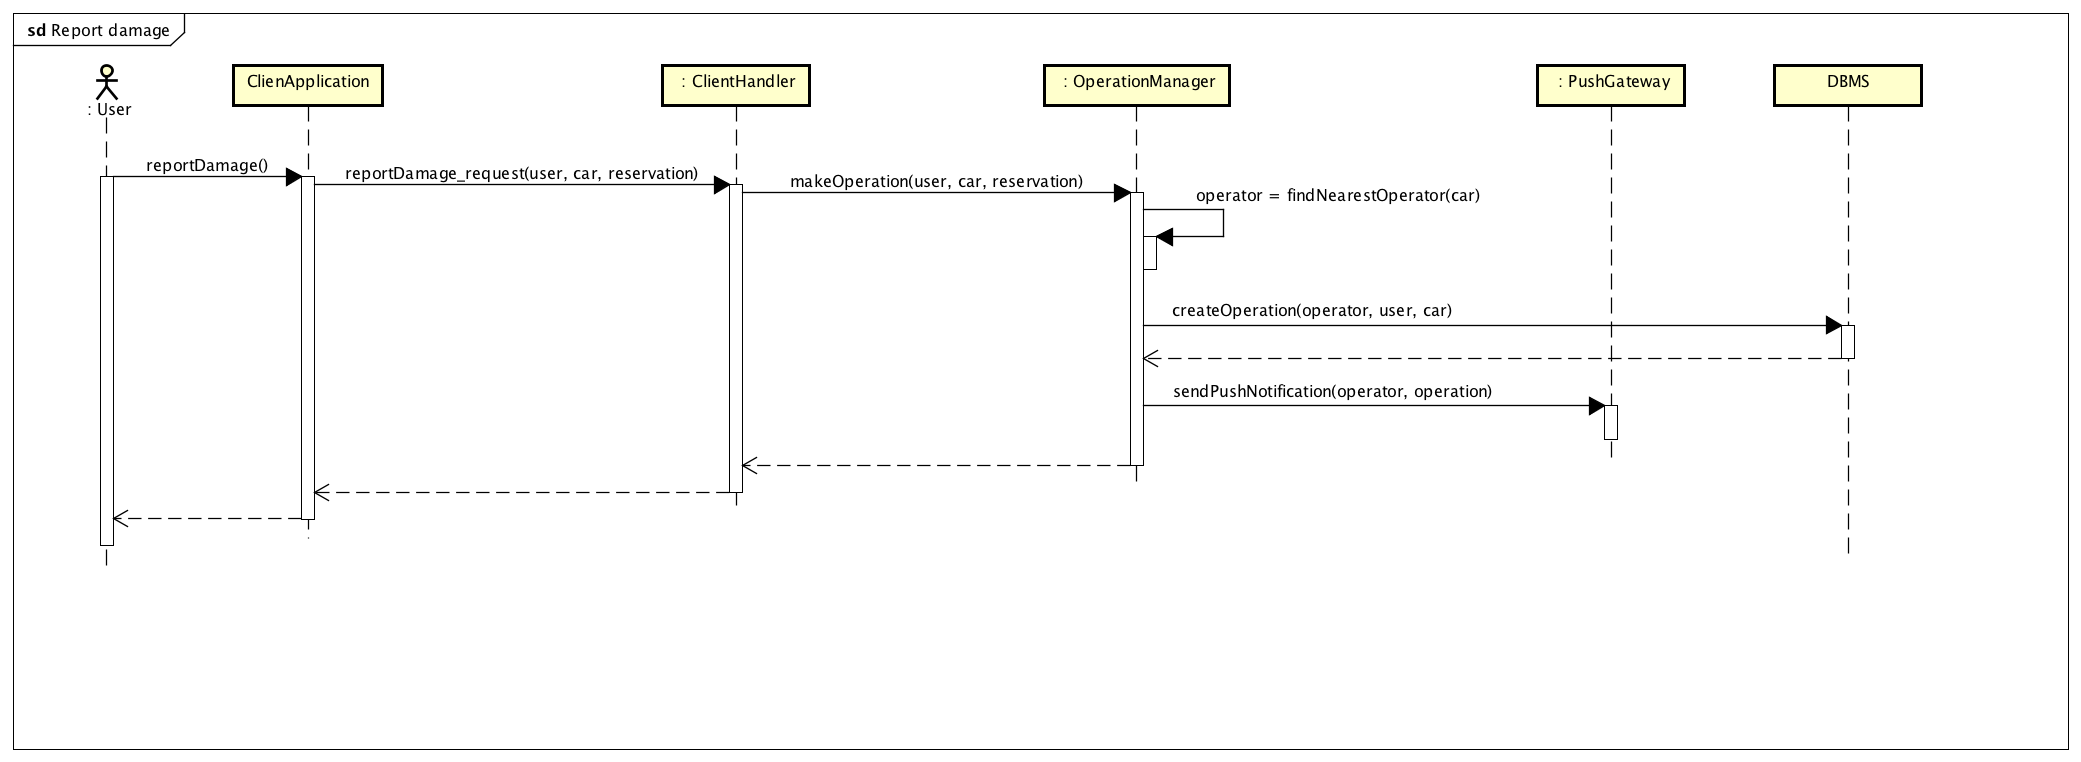 sd Report damage
: User
ClienApplication
: ClientHandler
: OperationManager
: PushGateway
DBMS
reportDamage()
reportDamage_request(user, car, reservation)
makeOperation(user, car, reservation)
operator = findNearestOperator(car)
createOperation(operator, user, car)
sendPushNotification(operator, operation)